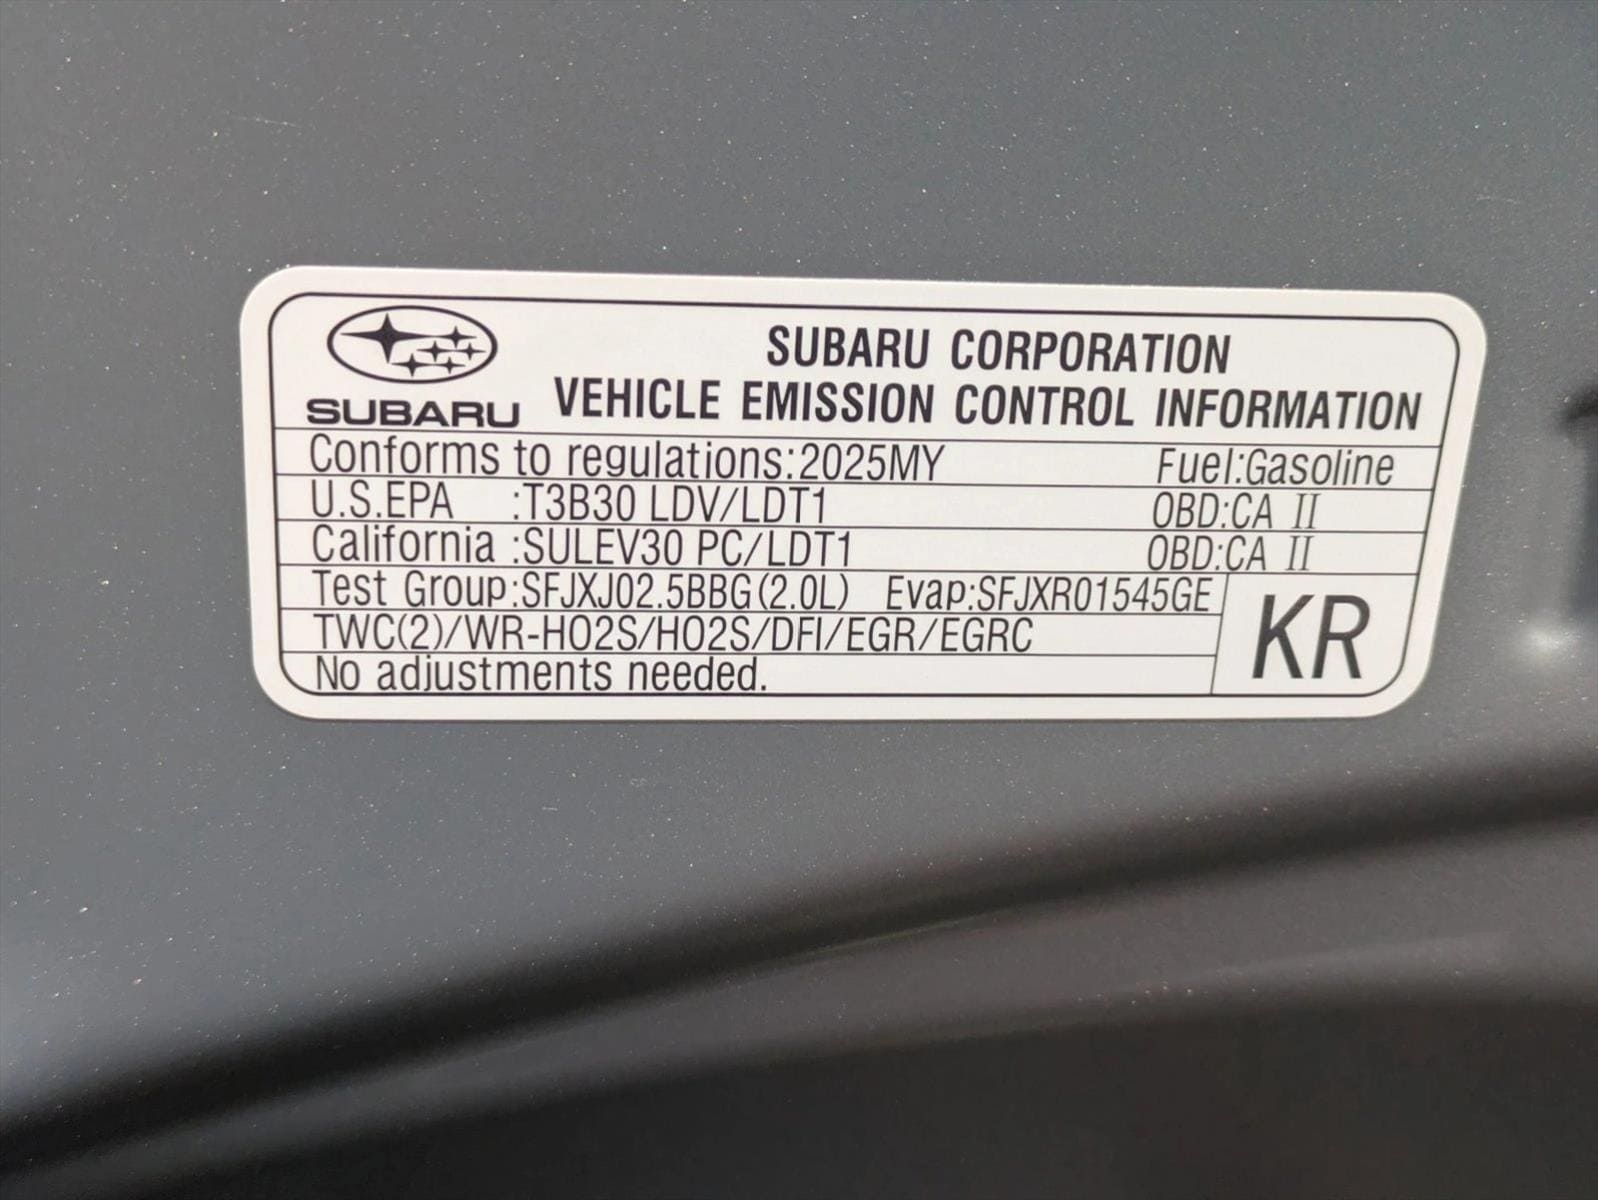 SUBARU CORPORATION
SUBARU VEHICLE EMISSION CONTROL INFORMATION
Conforms to regulations:2025MY Fuel:Gasoline
U.S.EPA :T3B30 LDV/LDT1 OBD:CA II
California :SULEV30 PC/LDT1 OBD:CA II
Test Group:SFJXJ02.5BBG(2.0L) Evap:SFJXR01545GE
TWC(2)/WR-HO2S/HO2S/DFI/EGR/EGRC
KR
No adjustments needed.